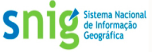 snig
Sistema Nacional
de Informação
Geográfica